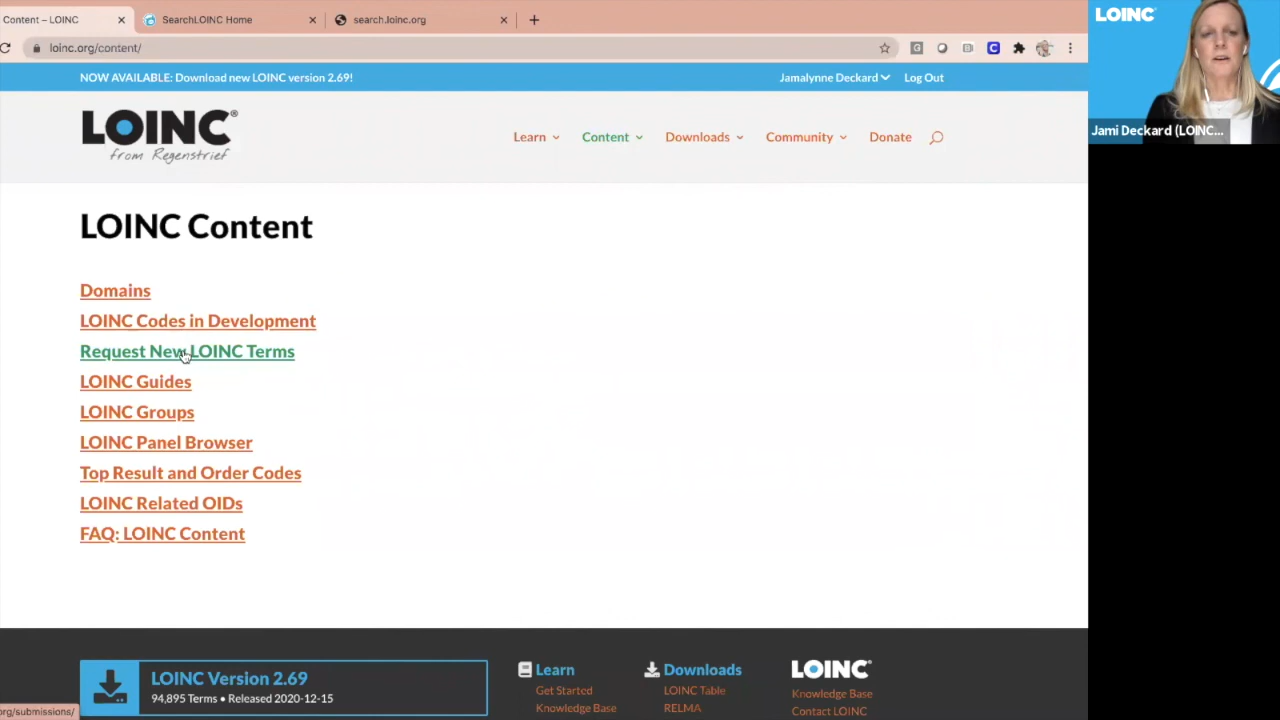 Content – LOINC
SearchLOINC Home
search.loinc.org
loinc.org/content/
NOW AVAILABLE: Download new LOINC version 2.69!
Jamalynne Deckard
Log Out
LOINC®
from Regenstrief
Learn
Content
Downloads
Community
Donate
LOINC Content
Domains
LOINC Codes in Development
Request New LOINC Terms
LOINC Guides
LOINC Groups
LOINC Panel Browser
Top Result and Order Codes
LOINC Related OIDs
FAQ: LOINC Content
LOINC Version 2.69
94,895 Terms • Released 2020-12-15
Learn
Get Started
Knowledge Base
Downloads
LOINC Table
RELMA
LOINC
Knowledge Base
Contact LOINC
org/submissions/
LOINC
Jami Deckard (LOINC...